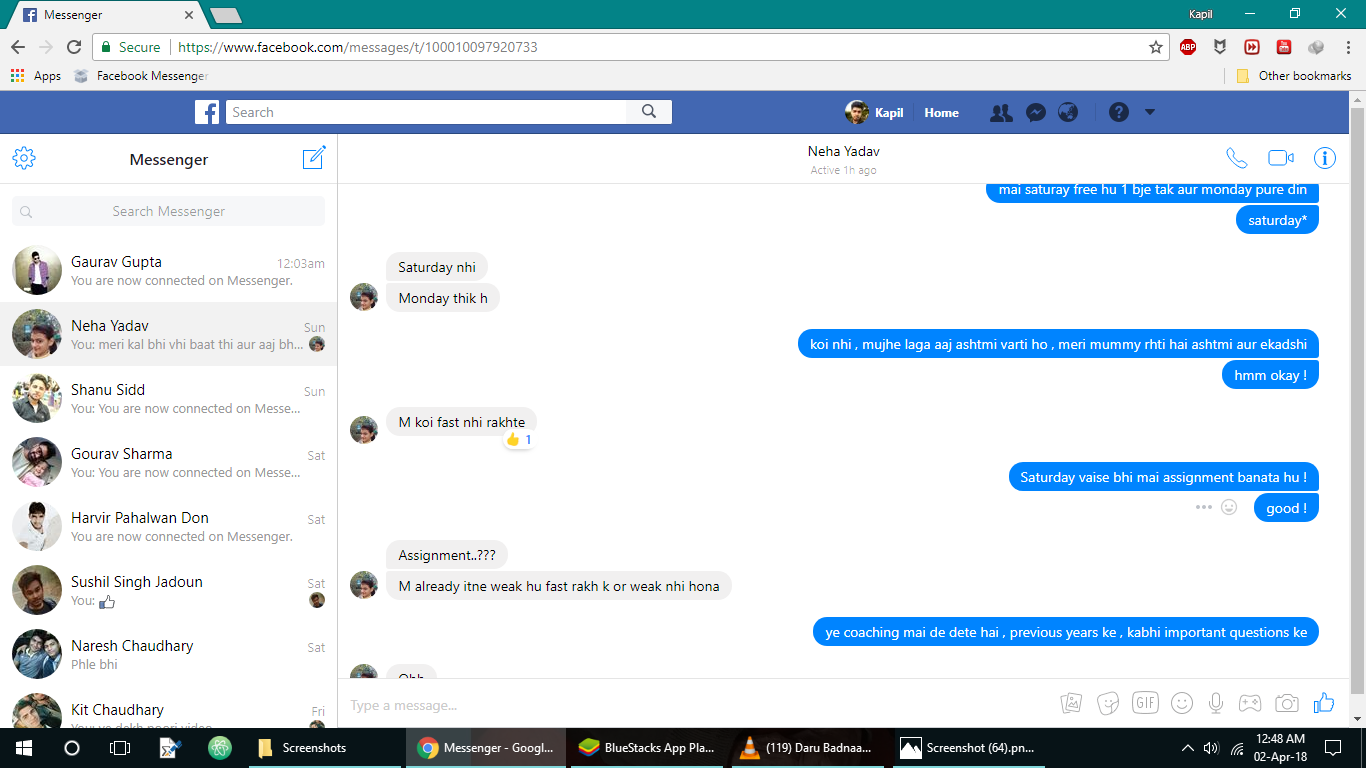 Messenger
Kapil
Secure
https://www.facebook.com/messages/t/100010097920733
ABP
Apps
Facebook Messenger
Other bookmarks
Search
Kapil
Home
Messenger
Search Messenger
Gaurav Gupta
12:03am
You are now connected on Messenger.
Neha Yadav
Sun
You: meri kal bhi vhi baat thi aur aaj bh...
Shanu Sidd
Sun
You: You are now connected on Messe...
Gourav Sharma
Sat
You: You are now connected on Messe...
Harvir Pahalwan Don
Sat
You are now connected on Messenger.
Sushil Singh Jadoun
Sat
You:
Naresh Chaudhary
Sat
Phle bhi
Kit Chaudhary
Fri
You: ye dekh poori video
Neha Yadav
Active 1h ago
mai saturay free hu 1 bje tak aur monday pure din
saturday*
Saturday nhi
Monday thik h
koi nhi , mujhe laga aaj ashtmi varti ho , meri mummy rhti hai ashtmi aur ekadshi
hmm okay !
M koi fast nhi rakhte
1
Saturday vaise bhi mai assignment banata hu !
good !
Assignment..???
M already itne weak hu fast rakh k or weak nhi hona
ye coaching mai de dete hai , previous years ke , kabhi important questions ke
Ohh
Type a message...
GIF
Screenshots
Messenger - Googl...
BlueStacks App Pla...
(119) Daru Badnaa...
Screenshot (64).pn...
12:48 AM
02-Apr-18